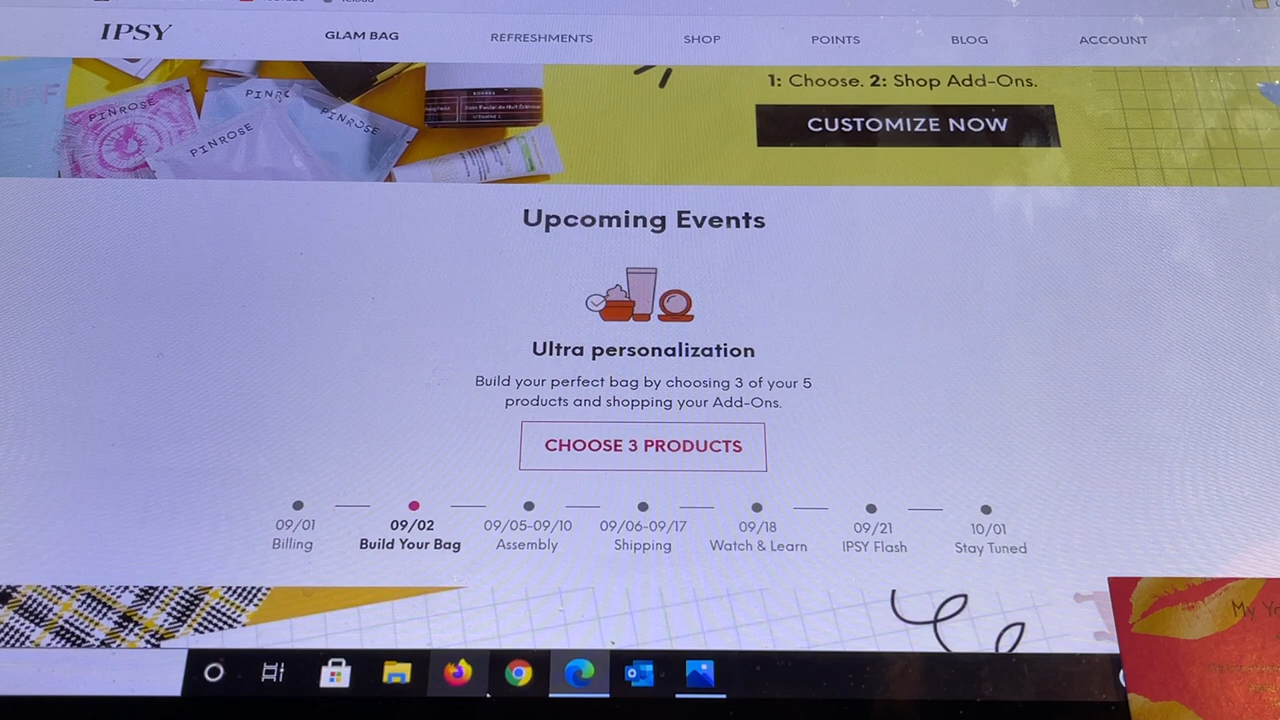 IPSY
GLAM BAG
REFRESHMENTS
SHOP
POINTS
BLOG
ACCOUNT
PINROSE
PINROSE
PINROSE
1: Choose. 2: Shop Add-Ons.
CUSTOMIZE NOW
Upcoming Events
Ultra personalization
Build your perfect bag by choosing 3 of your 5
products and shopping your Add-Ons.
CHOOSE 3 PRODUCTS
09/01
Billing
09/02
Build Your Bag
09/05-09/10
Assembly
09/06-09/17
Shipping
09/18
Watch & Learn
09/21
IPSY Flash
10/01
Stay Tuned
My